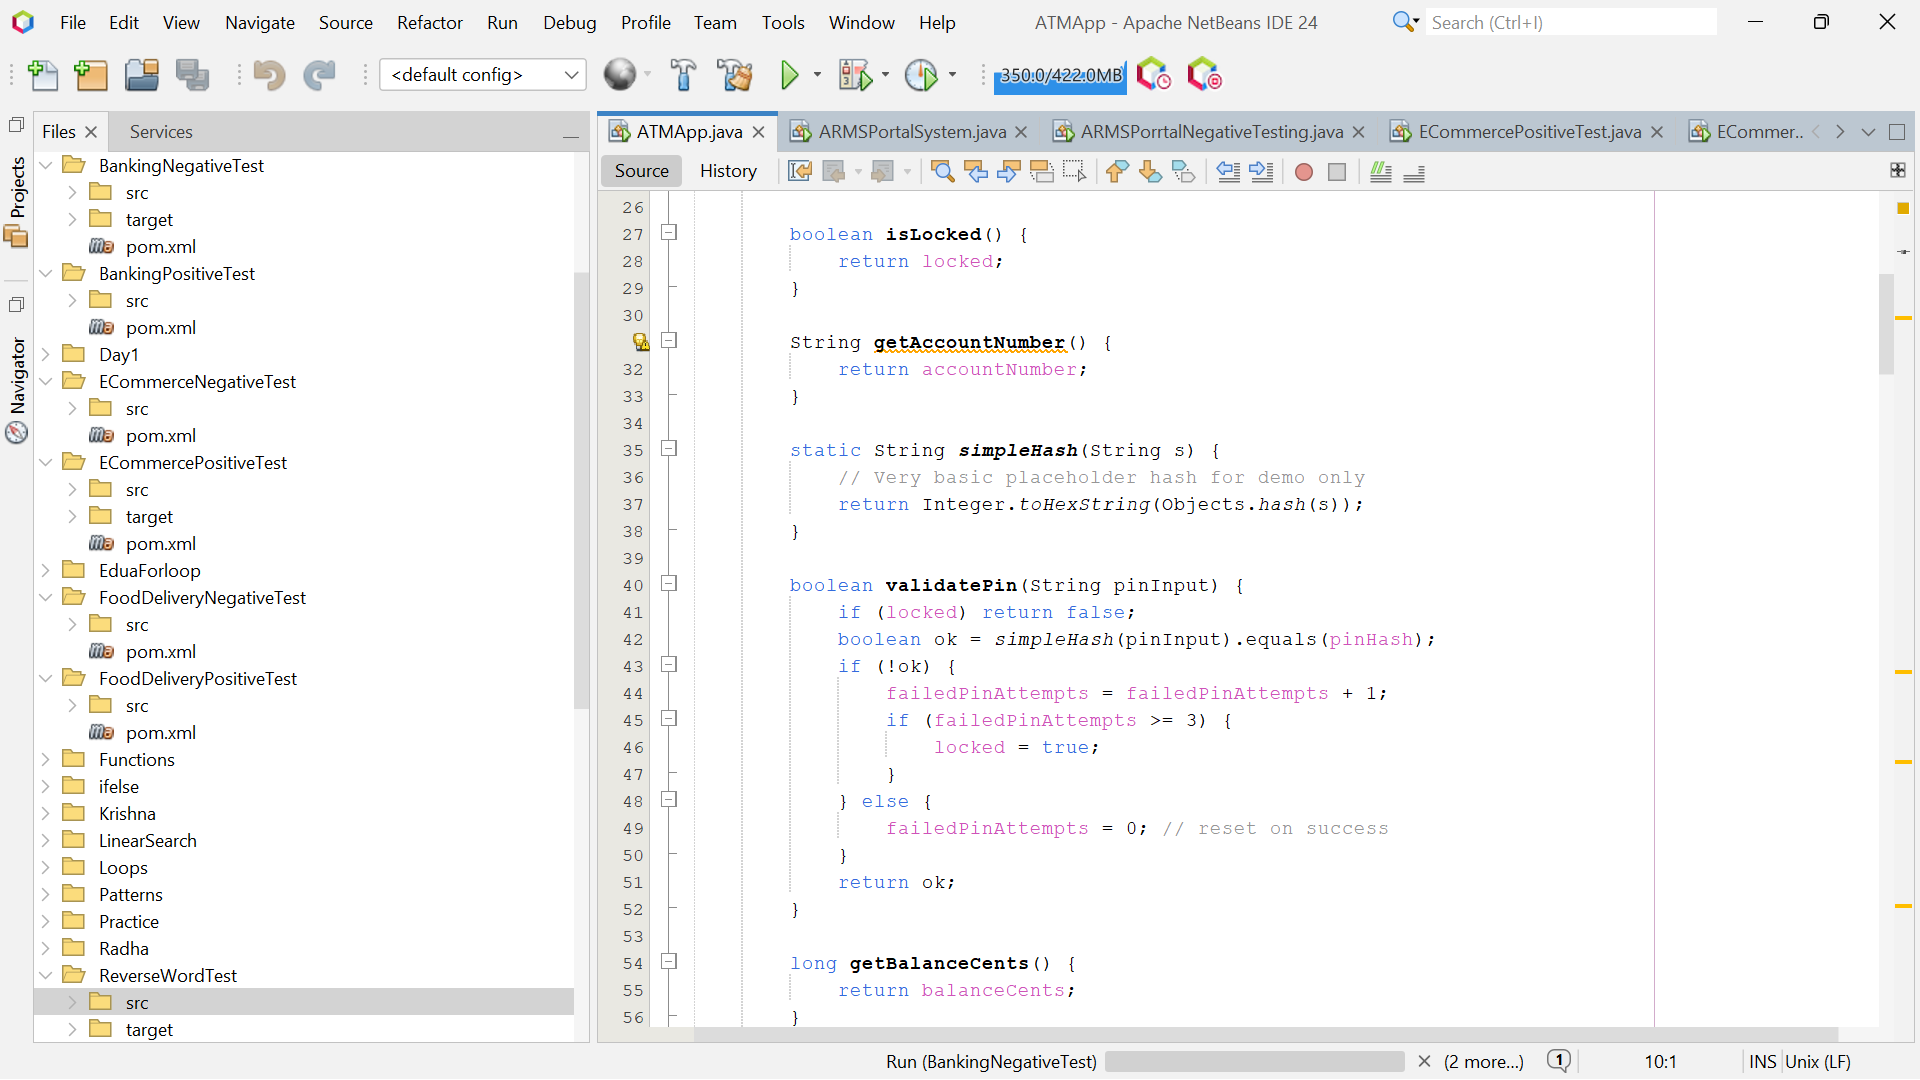 File Edit View Navigate Source Refactor Run Debug Profile Team Tools Window Help ATMApp - Apache NetBeans IDE 24 Search (Ctrl+I)
<default config> 350.0/422.0MB
Files Services
Projects
Navigator
BankingNegativeTest
src
target
pom.xml
BankingPositiveTest
src
pom.xml
Day1
ECommerceNegativeTest
src
pom.xml
ECommercePositiveTest
src
target
pom.xml
EduaForloop
FoodDeliveryNegativeTest
src
pom.xml
FoodDeliveryPositiveTest
src
pom.xml
Functions
ifelse
Krishna
LinearSearch
Loops
Patterns
Practice
Radha
ReverseWordTest
src
target
ATMApp.java ARMSPortalSystem.java ARMSPorrtalNegativeTesting.java ECommercePositiveTest.java ECommer..
Source History
26
27 boolean isLocked() {
28 return locked;
29 }
30
String getAccountNumber() {
32 return accountNumber;
33 }
34
35 static String simpleHash(String s) {
36 // Very basic placeholder hash for demo only
37 return Integer.toHexString(Objects.hash(s));
38 }
39
40 boolean validatePin(String pinInput) {
41 if (locked) return false;
42 boolean ok = simpleHash(pinInput).equals(pinHash);
43 if (!ok) {
44 failedPinAttempts = failedPinAttempts + 1;
45 if (failedPinAttempts >= 3) {
46 locked = true;
47 }
48 } else {
49 failedPinAttempts = 0; // reset on success
50 }
51 return ok;
52 }
53
54 long getBalanceCents() {
55 return balanceCents;
56 }
Run (BankingNegativeTest) (2 more...) 1 10:1 INS Unix (LF)